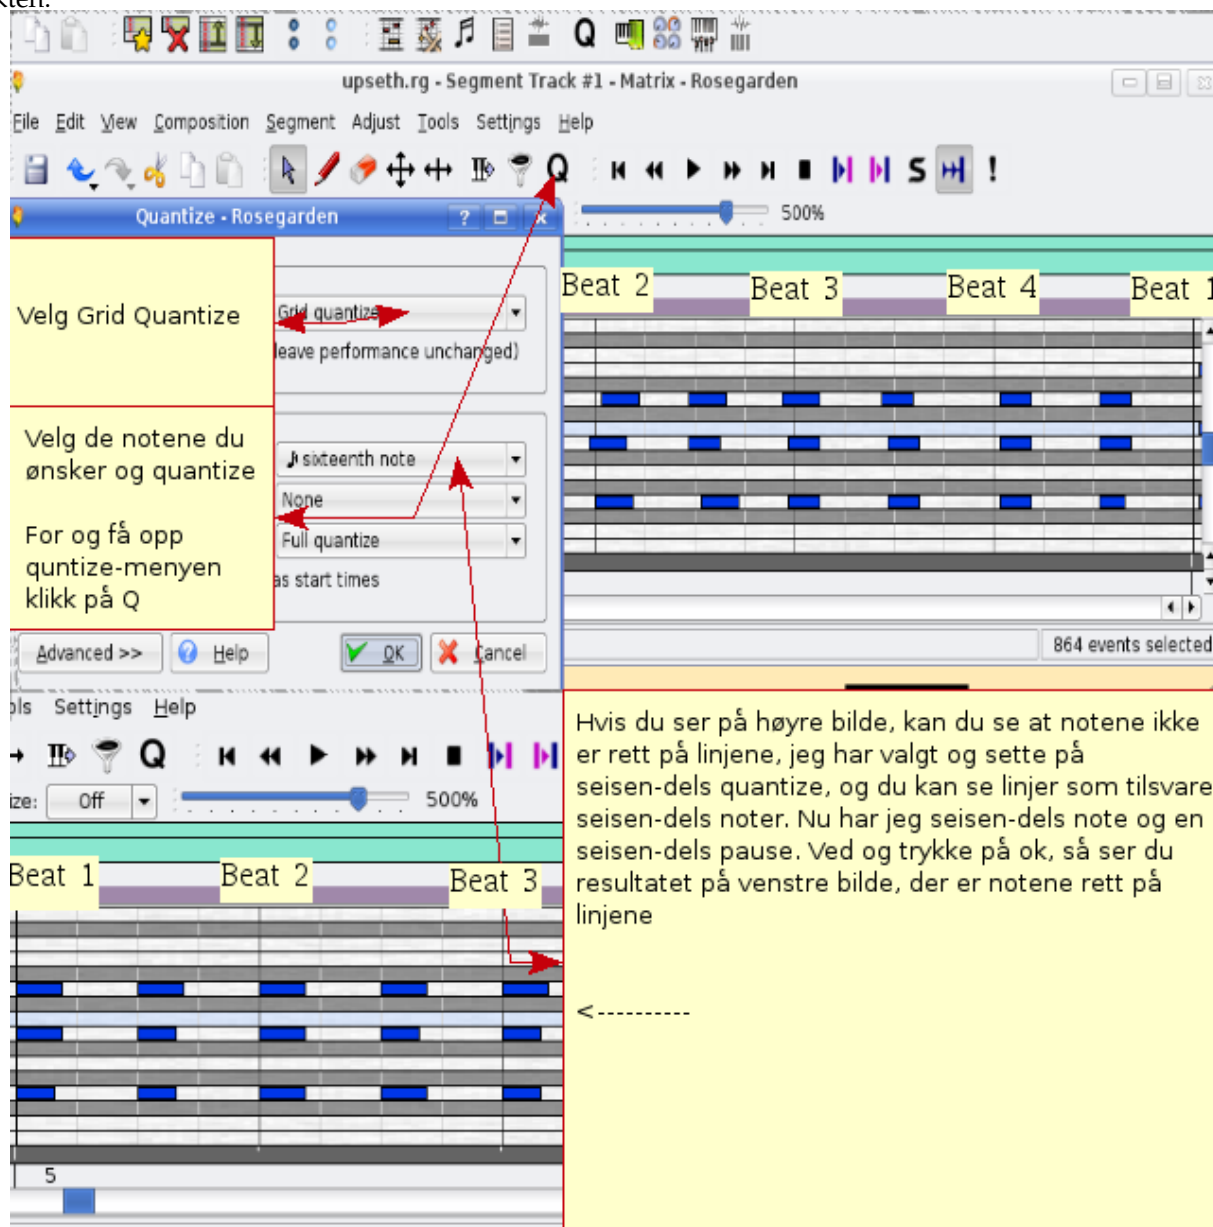 kten.
Q
upseth.rg - Segment Track #1 - Matrix - Rosegarden
File Edit View Composition Segment Adjust Tools Settings Help
Q S !
Quantize - Rosegarden ?
500%
Beat 2 Beat 3 Beat 4 Beat 1
Velg Grid Quantize
Grid quantize
leave performance unchanged)
Velg de notene du
ønsker og quantize
For og få opp
quntize-menyen
klikk på Q
sixteenth note
None
Full quantize
as start times
Advanced >> Help OK Cancel
864 events selected
ols Settings Help
Q
ize: Off 500%
Beat 1 Beat 2 Beat 3
5
Hvis du ser på høyre bilde, kan du se at notene ikke
er rett på linjene, jeg har valgt og sette på
seisen-dels quantize, og du kan se linjer som tilsvare
seisen-dels noter. Nu har jeg seisen-dels note og en
seisen-dels pause. Ved og trykke på ok, så ser du
resultatet på venstre bilde, der er notene rett på
linjene
<----------